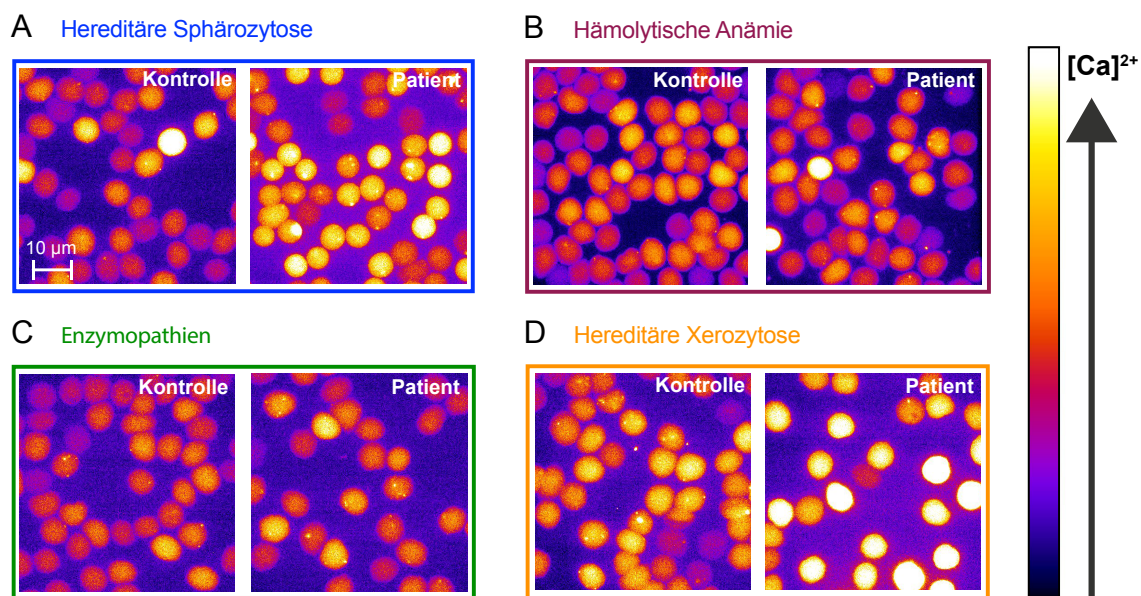 A Hereditäre Sphärozytose
Kontrolle
Patient
10 µm
B Hämolytische Anämie
Kontrolle
Patient
[Ca]²⁺
C Enzymopathien
Kontrolle
Patient
D Hereditäre Xerozytose
Kontrolle
Patient